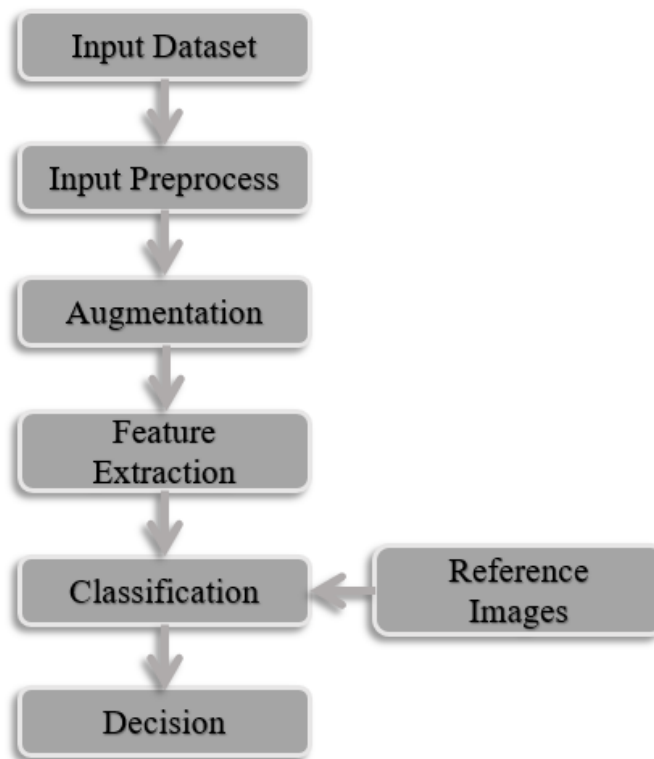 Input Dataset
Input Preprocess
Augmentation
Feature
Extraction
Classification
Reference
Images
Decision